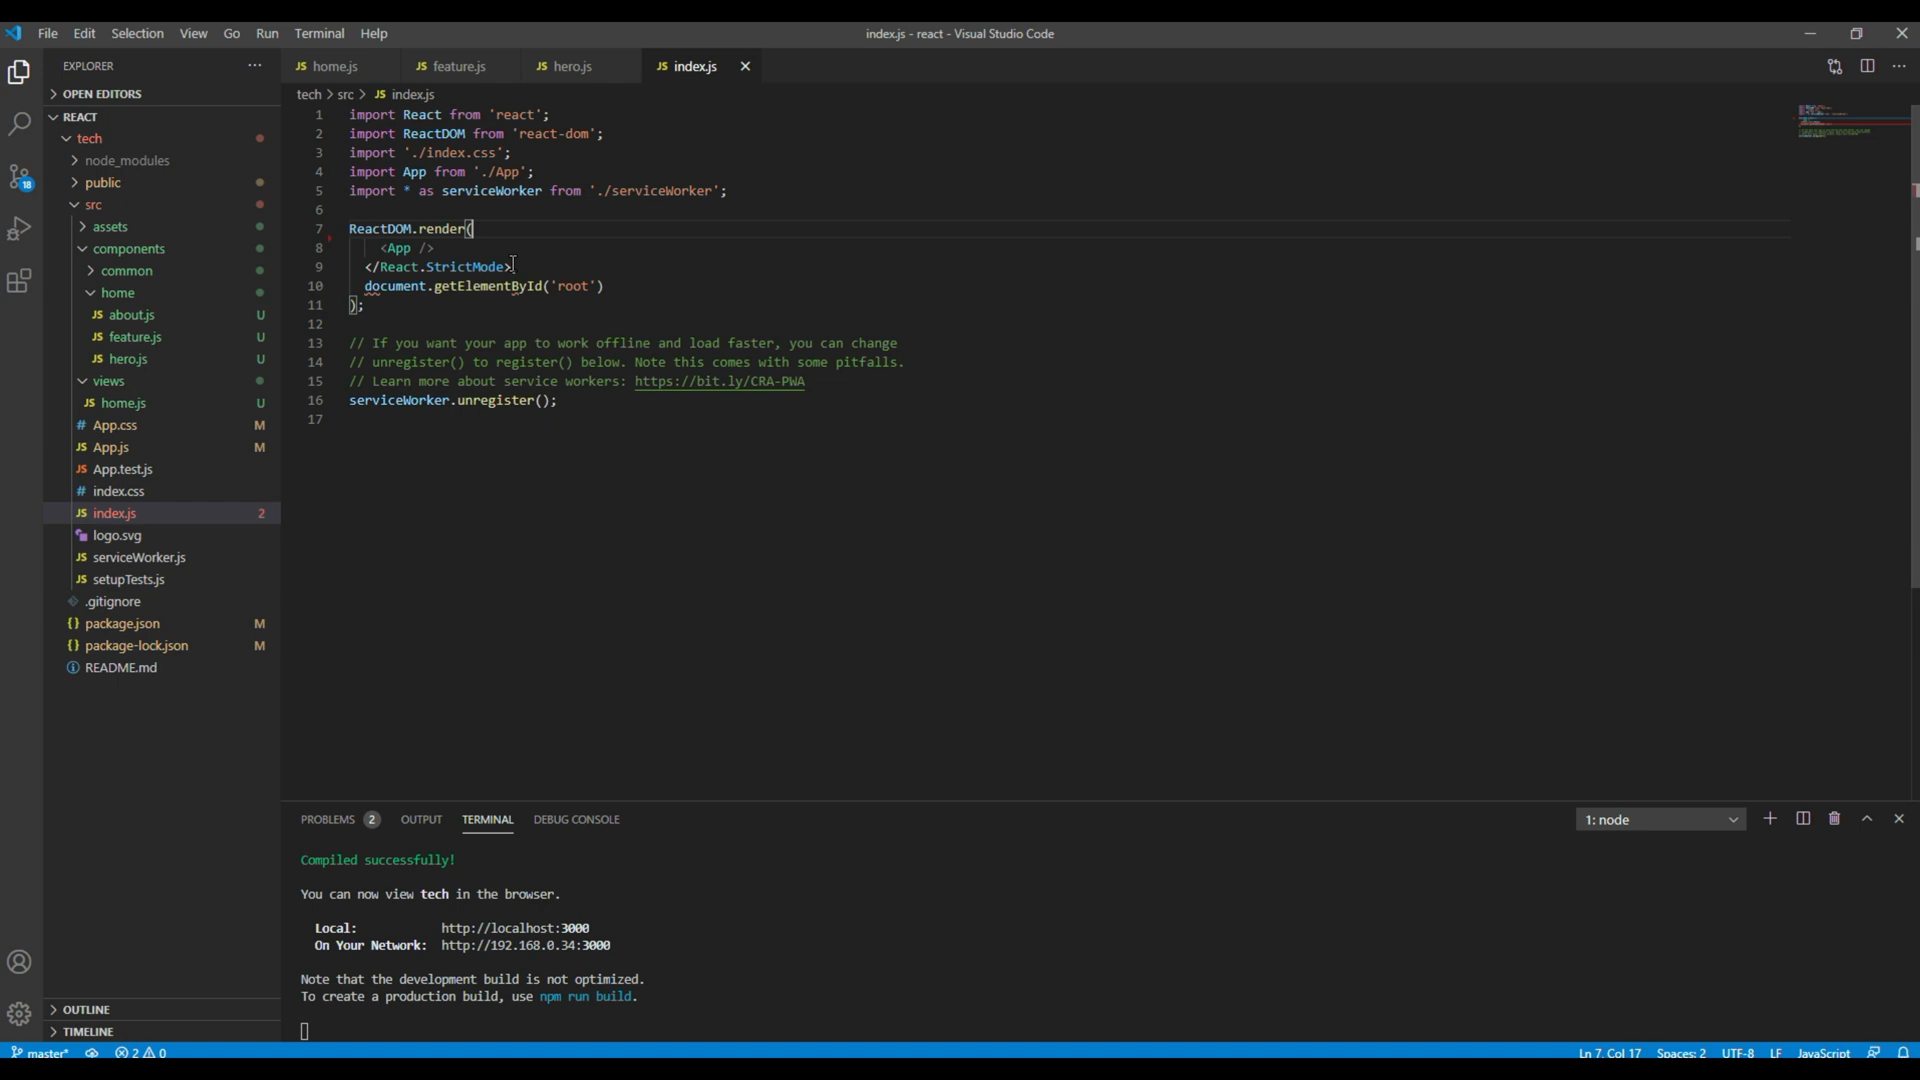 File Edit Selection View Go Run Terminal Help
index.js - react - Visual Studio Code
EXPLORER
JS home.js
JS feature.js
JS hero.js
JS index.js
OPEN EDITORS
tech > src > JS index.js
REACT
tech
node_modules
public
src
assets
components
common
home
about.js U
feature.js U
hero.js U
views
home.js U
# App.css M
JS App.js M
JS App.test.js
# index.css
JS index.js 2
logo.svg
JS serviceWorker.js
JS setupTests.js
.gitignore
{} package.json M
{} package-lock.json M
README.md
OUTLINE
TIMELINE
18
1 import React from 'react';
2 import ReactDOM from 'react-dom';
3 import './index.css';
4 import App from './App';
5 import * as serviceWorker from './serviceWorker';
6
7 ReactDOM.render(
8 <App />
9 </React.StrictMode>
10 document.getElementById('root')
11 );
12
13 // If you want your app to work offline and load faster, you can change
14 // unregister() to register() below. Note this comes with some pitfalls.
15 // Learn more about service workers: https://bit.ly/CRA-PWA
16 serviceWorker.unregister();
17
PROBLEMS 2 OUTPUT TERMINAL DEBUG CONSOLE
1: node
Compiled successfully!
You can now view tech in the browser.
Local: http://localhost:3000
On Your Network: http://192.168.0.34:3000
Note that the development build is not optimized.
To create a production build, use npm run build.
master* 2 0
Ln 7, Col 17 Spaces: 2 UTF-8 LF JavaScript